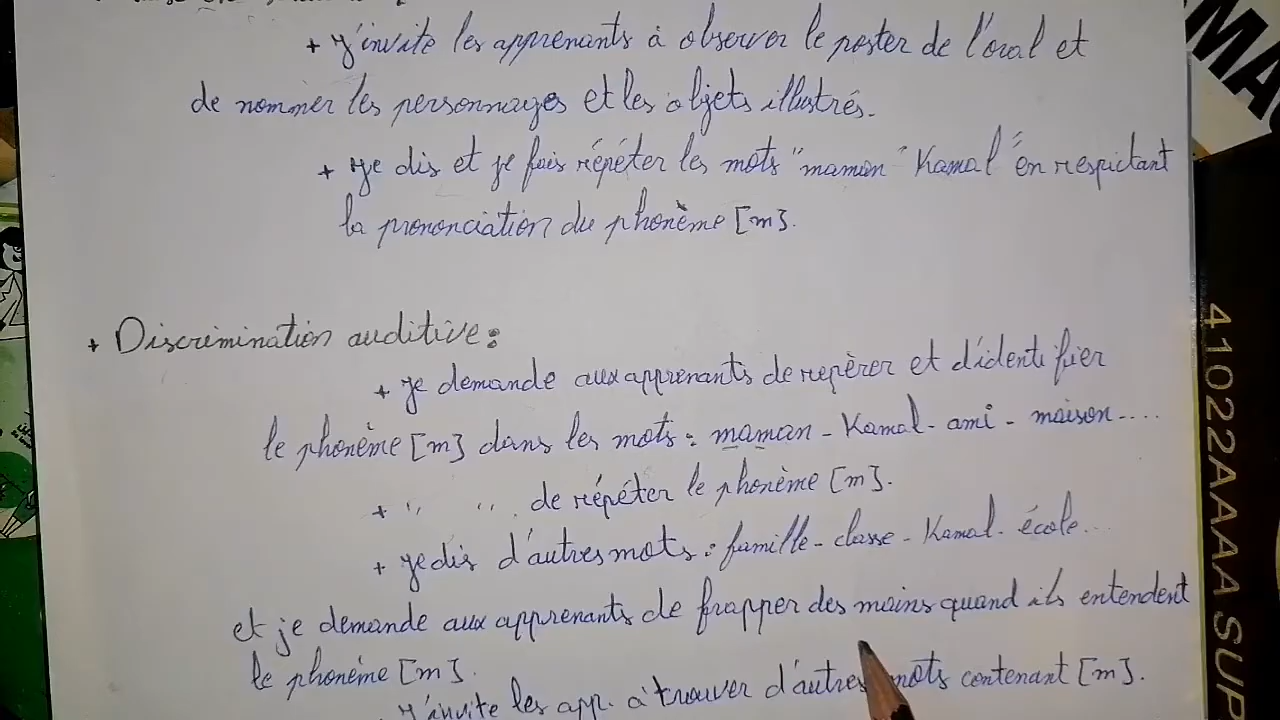 + J'invite les apprenants à observer le poster de l'oral et
de nommer les personnages et les objets illustrés.
+ Je dis et je fais répéter les mots "maman" Kamal" en respectant
la prononciation du phonème [m].
+ Discrimination auditive :
+ Je demande aux apprenants de repèrer et d'identifier
le phonème [m] dans les mots : maman - Kamal - ami - maison....
+ " " de répéter le phonème [m].
+ Je dis d'autres mots : famille - classe - Kamal - école...
et je demande aux apprenants de frapper des mains quand ils entendent
le phonème [m].
J'invite les app. à trouver d'autres mots contenant [m].
MA
41022AAAA SUP